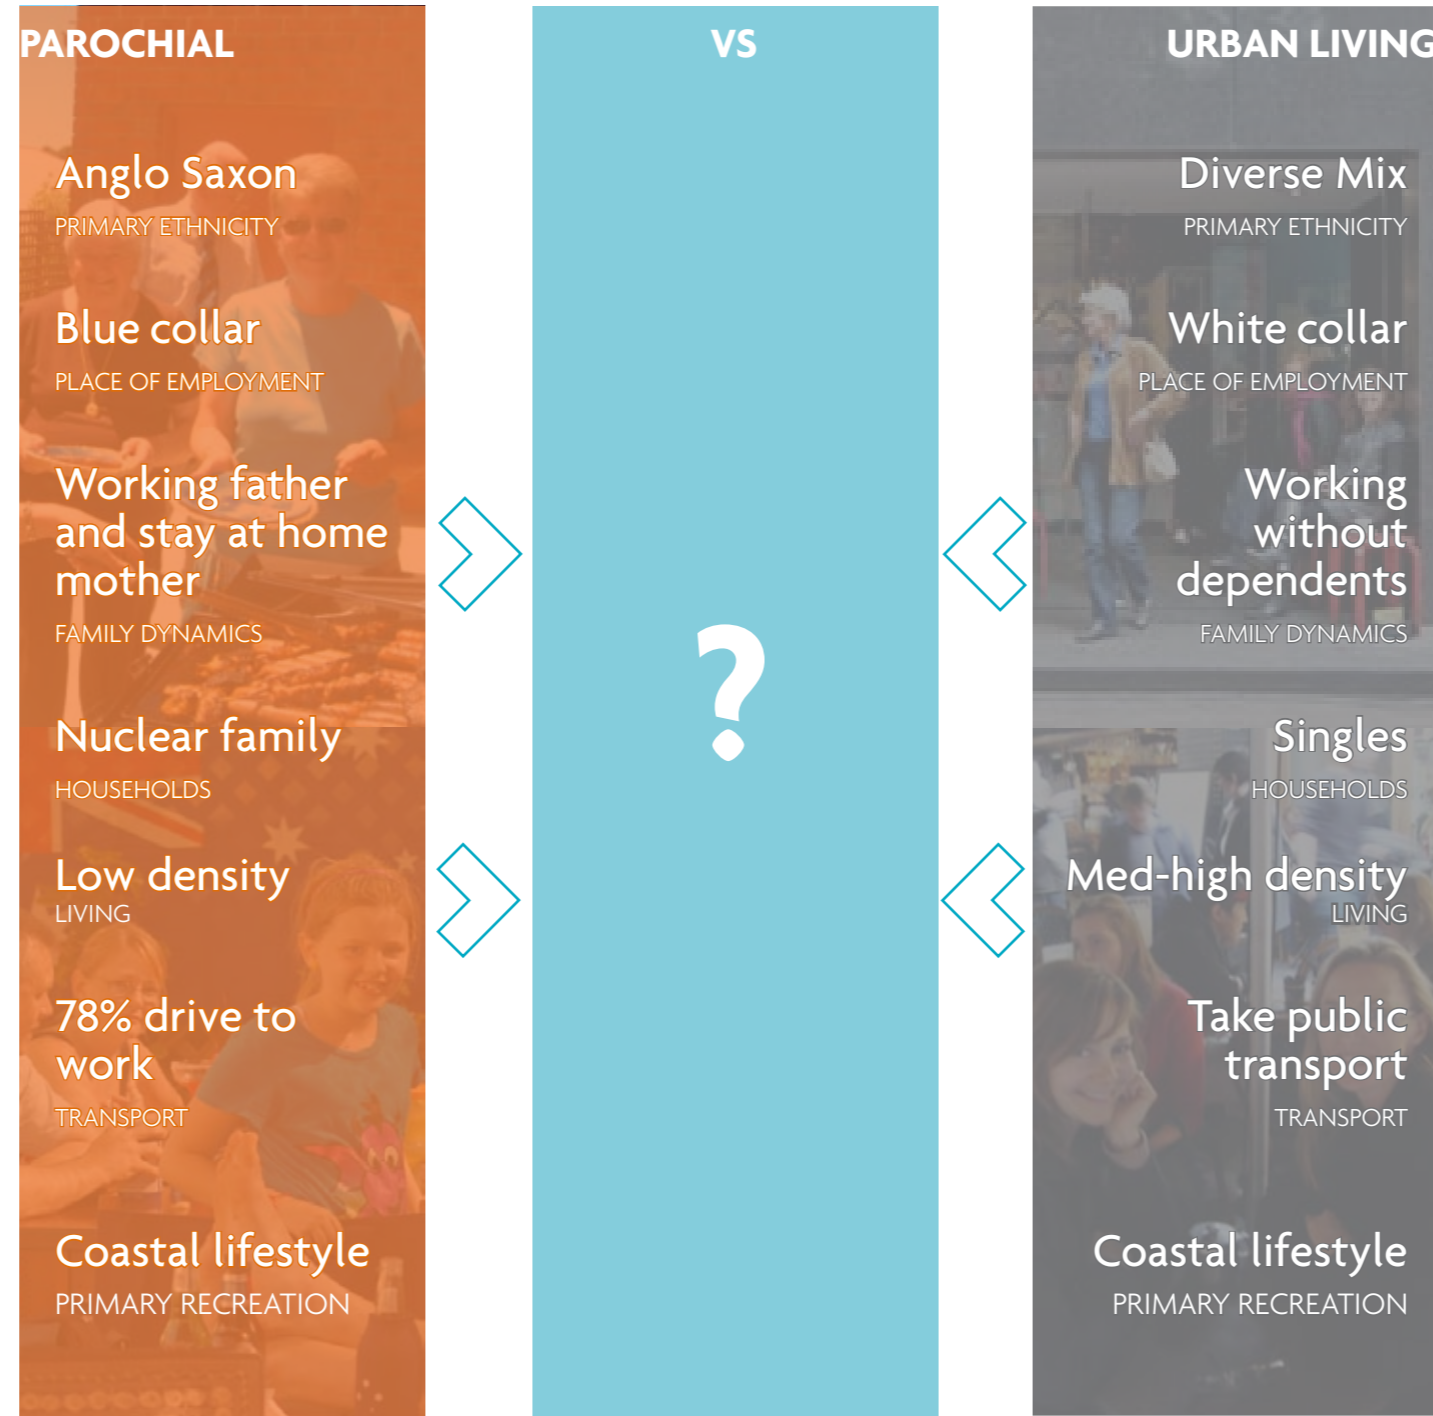 PAROCHIAL
Anglo Saxon
PRIMARY ETHNICITY
Blue collar
PLACE OF EMPLOYMENT
Working father
and stay at home
mother
FAMILY DYNAMICS
Nuclear family
HOUSEHOLDS
Low density
LIVING
78% drive to
work
TRANSPORT
Coastal lifestyle
PRIMARY RECREATION
VS
?
URBAN LIVING
Diverse Mix
PRIMARY ETHNICITY
White collar
PLACE OF EMPLOYMENT
Working
without
dependents
FAMILY DYNAMICS
Singles
HOUSEHOLDS
Med-high density
LIVING
Take public
transport
TRANSPORT
Coastal lifestyle
PRIMARY RECREATION